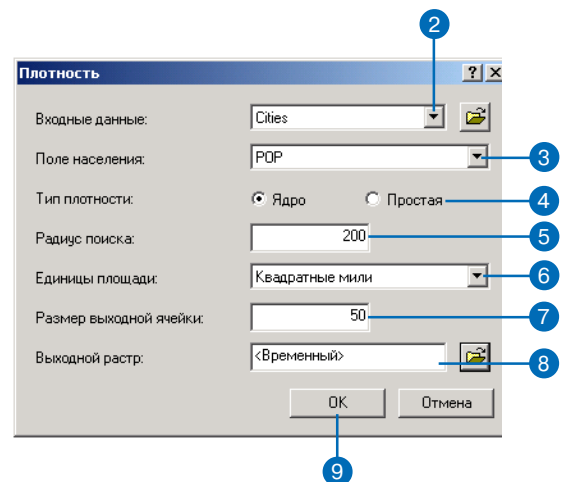 2
Плотность
Входные данные: Cities
Поле населения: POP 3
Тип плотности: Ядро Простая 4
Радиус поиска: 200 5
Единицы площади: Квадратные мили 6
Размер выходной ячейки: 50 7
Выходной растр: <Временный> 8
OK Отмена
9